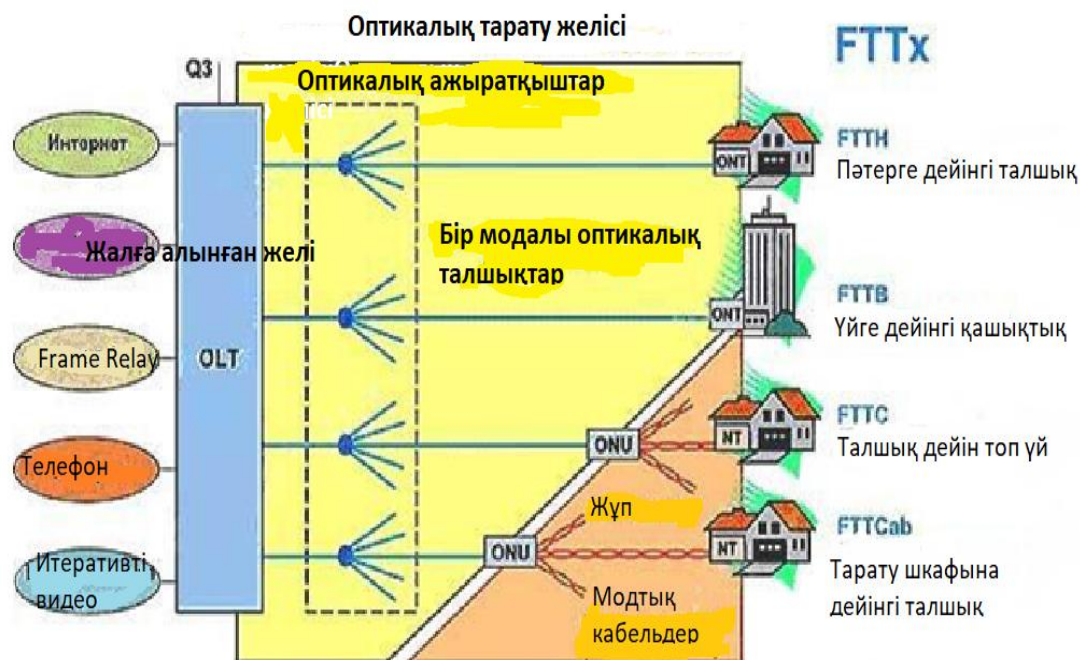 Оптикалық тарату желісі
FTTx
Q3
Оптикалық ажыратқыштар
Интернет
Жалға алынған желі
Frame Relay
Телефон
Итеративті
видео
OLT
Бір модалы оптикалық
талшықтар
ONT
FTTH
Пәтерге дейінгі талшық
ONT
FTTB
Үйге дейінгі қашықтық
ONU
NT
FTTC
Талшық дейін топ үй
Жұп
ONU
NT
FTTCab
Тарату шкафына
дейінгі талшық
Модтық
кабельдер